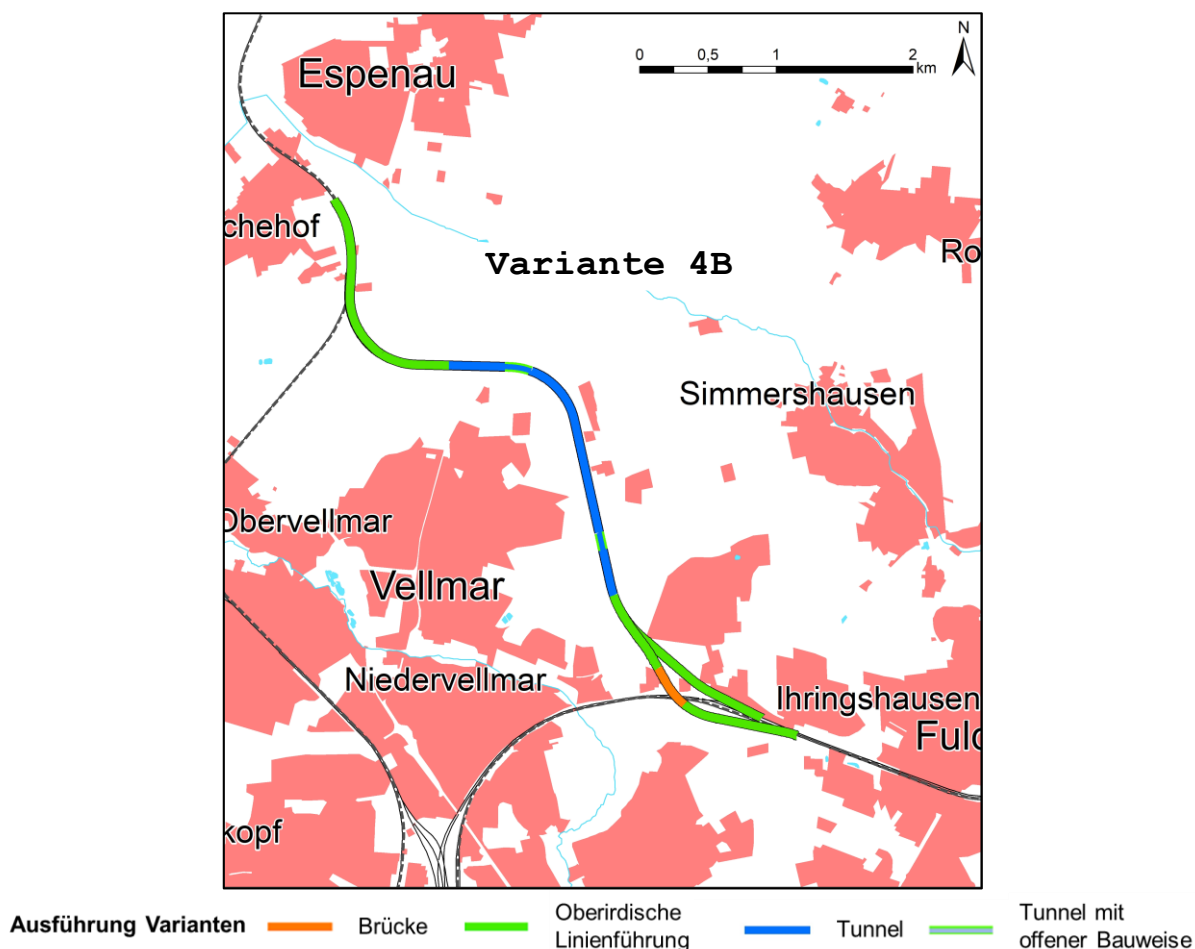 N
0 0,5 1 2
km
Espenau
chehof
Ro
Variante 4B
Simmershausen
Obervellmar
Vellmar
Niedervellmar
Ihringshausen
Fuld
kopf
Ausführung Varianten
Brücke
Oberirdische
Linienführung
Tunnel
Tunnel mit
offener Bauweise